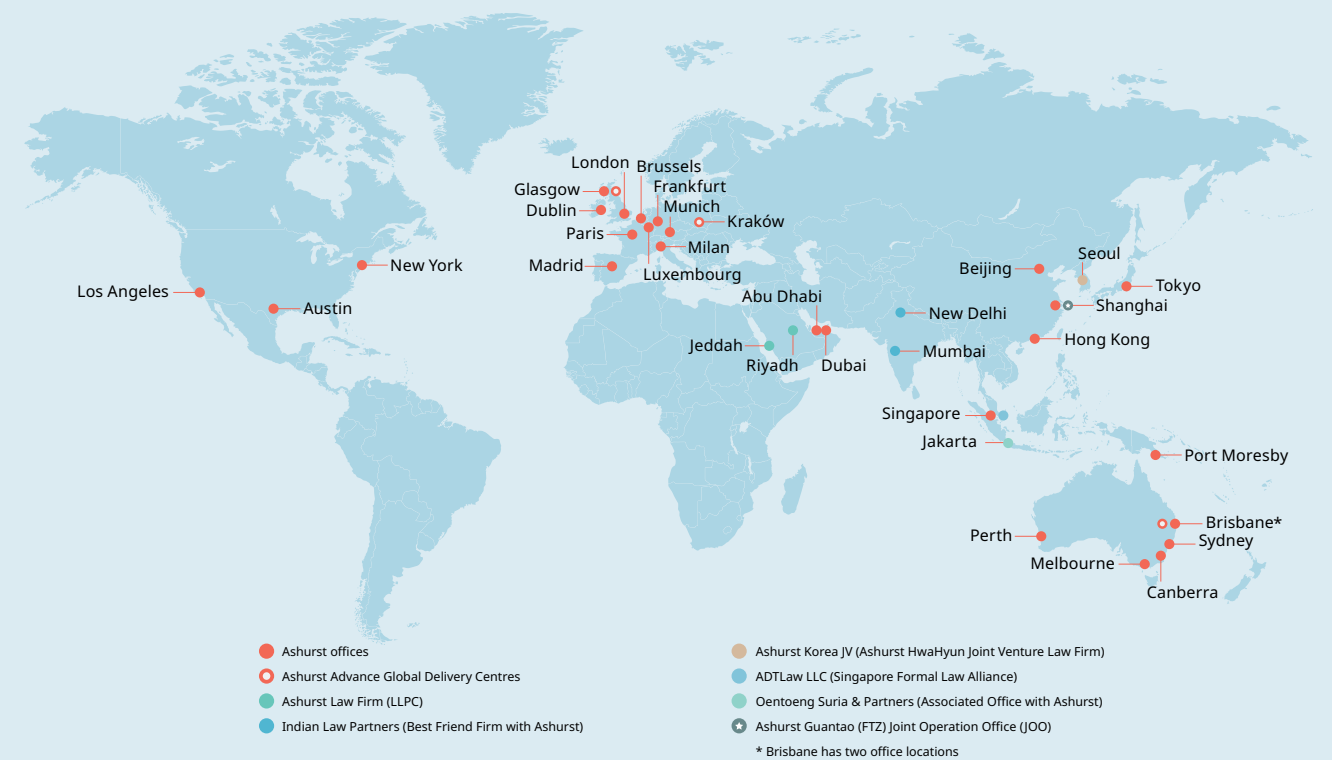 London
Brussels
Glasgow
Frankfurt
Dublin
Munich
Kraków
Paris
Milan
Madrid
Luxembourg
New York
Los Angeles
Austin
Abu Dhabi
Jeddah
Riyadh
Dubai
New Delhi
Mumbai
Seoul
Beijing
Tokyo
Shanghai
Hong Kong
Singapore
Jakarta
Port Moresby
Perth
Brisbane*
Sydney
Melbourne
Canberra
Ashurst offices
Ashurst Advance Global Delivery Centres
Ashurst Law Firm (LLPC)
Indian Law Partners (Best Friend Firm with Ashurst)
Ashurst Korea JV (Ashurst HwaHyun Joint Venture Law Firm)
ADTLaw LLC (Singapore Formal Law Alliance)
Oentoeng Suria & Partners (Associated Office with Ashurst)
Ashurst Guantao (FTZ) Joint Operation Office (JOO)
* Brisbane has two office locations